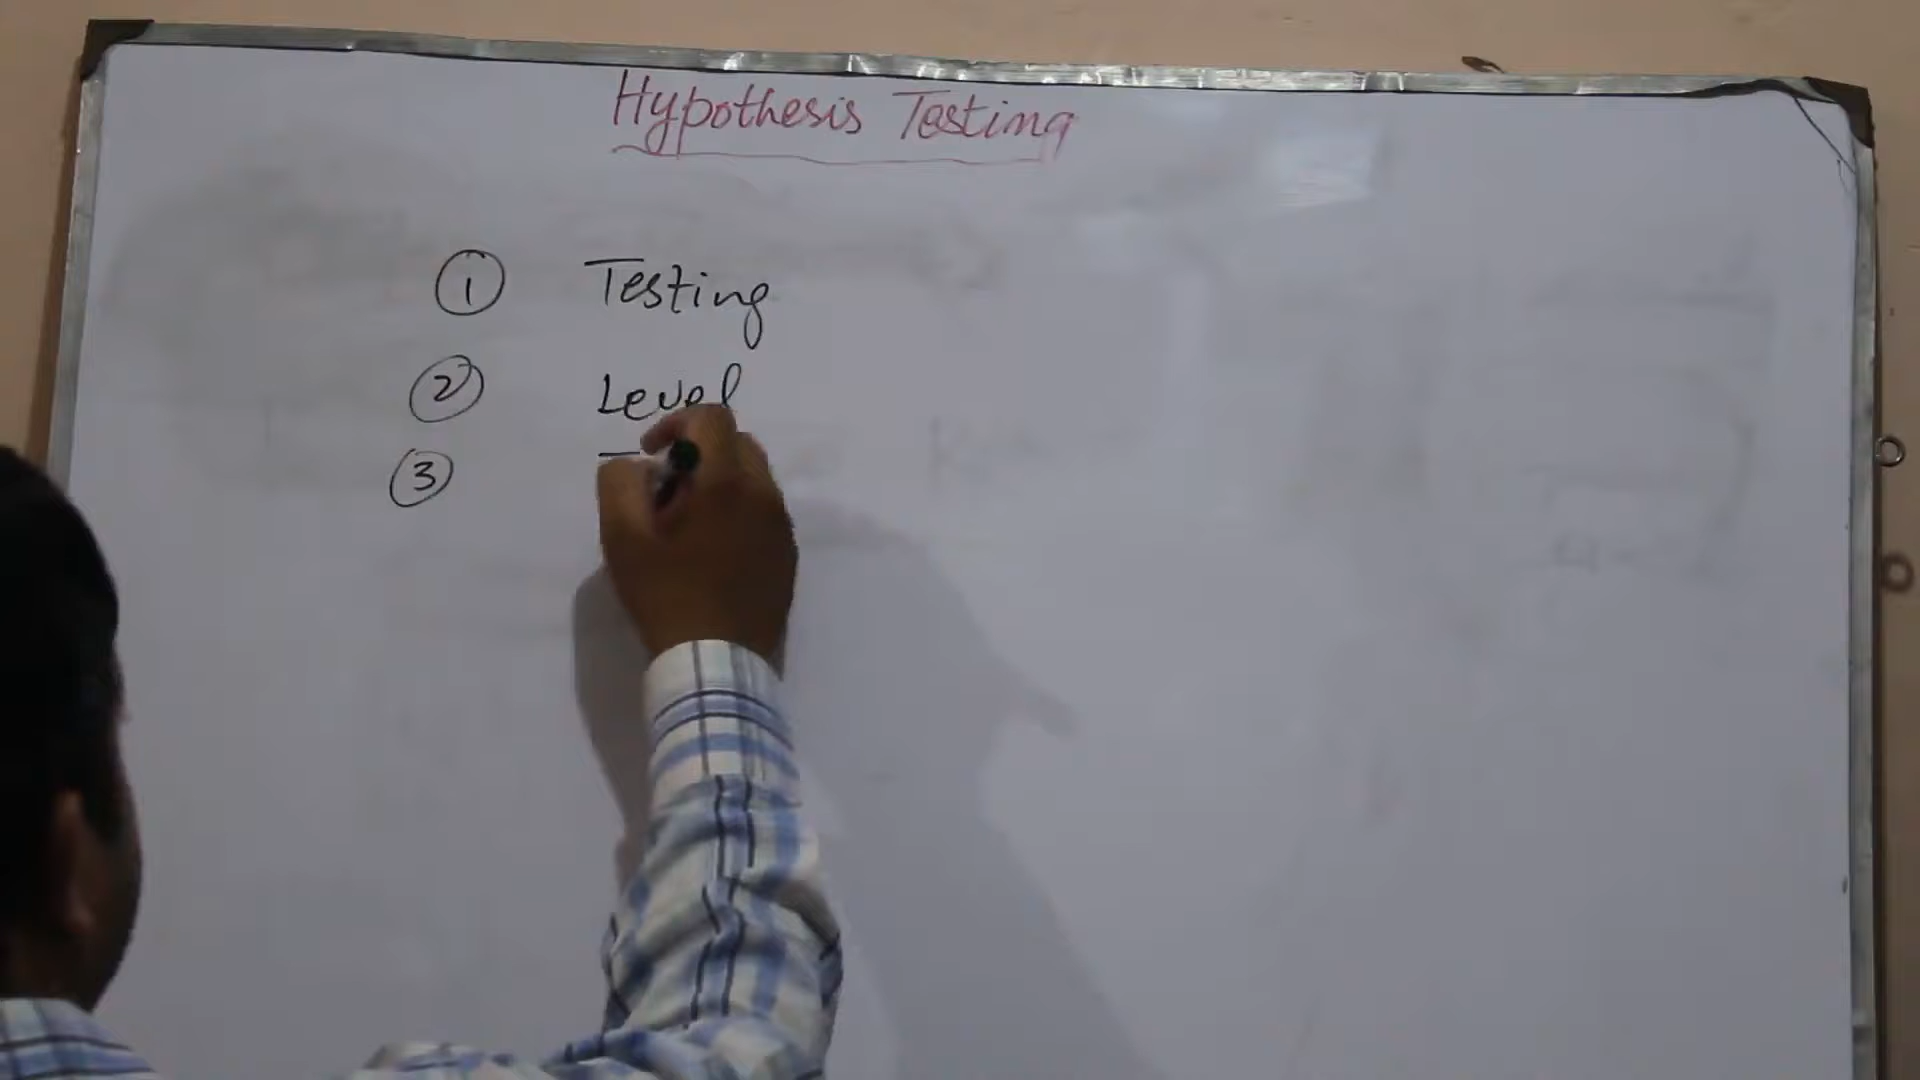 Hypothesis Testing
① Testing
② Level
③